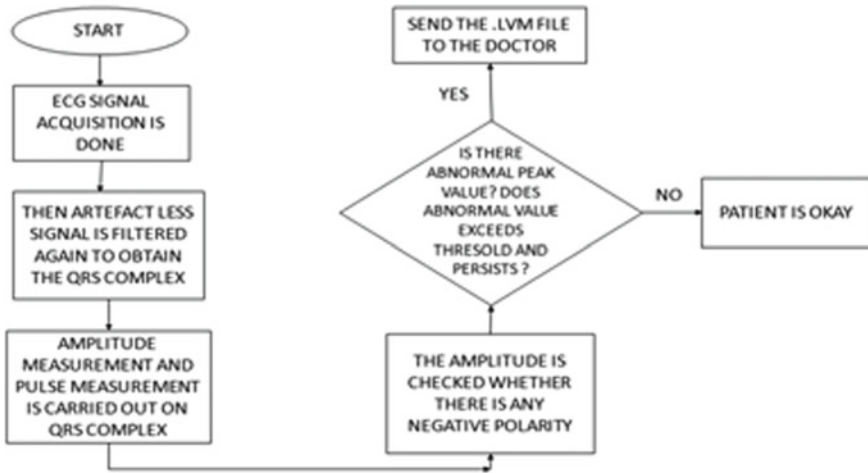 START
ECG SIGNAL
ACQUISITION IS
DONE
THEN ARTEFACT LESS
SIGNAL IS FILTERED
AGAIN TO OBTAIN
THE QRS COMPLEX
AMPLITUDE
MEASUREMENT AND
PULSE MEASUREMENT
IS CARRIED OUT ON
QRS COMPLEX
THE AMPLITUDE IS
CHECKED WHETHER
THERE IS ANY
NEGATIVE POLARITY
IS THERE
ABNORMAL PEAK
VALUE? DOES
ABNORMAL VALUE
EXCEEDS
THRESOLD AND
PERSISTS ?
YES
SEND THE .LVM FILE
TO THE DOCTOR
NO
PATIENT IS OKAY